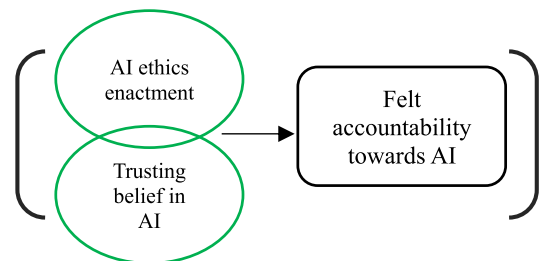 AI ethics
enactment
Trusting
belief in
AI
Felt
accountability
towards AI